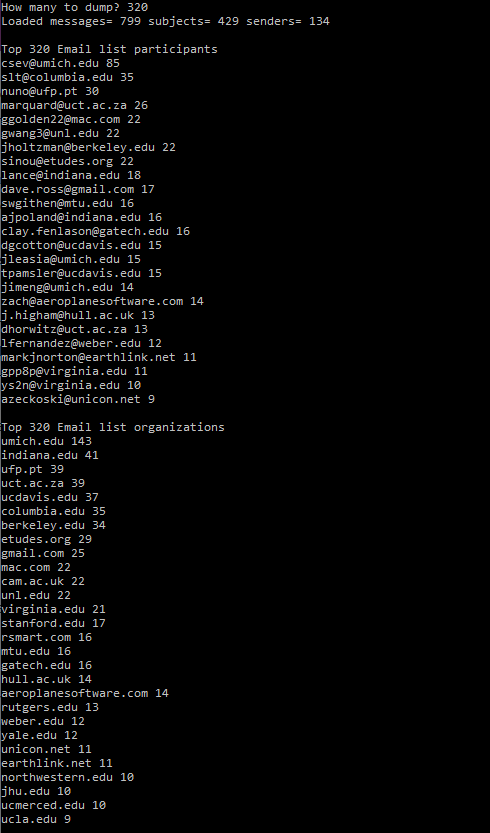 How many to dump? 320
Loaded messages= 799 subjects= 429 senders= 134
Top 320 Email list participants
csev@umich.edu 85
slt@columbia.edu 35
nuno@ufp.pt 30
marquard@uct.ac.za 26
ggolden22@mac.com 22
gwang3@unl.edu 22
jholtzman@berkeley.edu 22
sinou@etudes.org 22
lance@indiana.edu 18
dave.ross@gmail.com 17
swgithen@mtu.edu 16
ajpoland@indiana.edu 16
clay.fenlason@gatech.edu 16
dgcotton@ucdavis.edu 15
jleasia@umich.edu 15
tpamsler@ucdavis.edu 15
jimeng@umich.edu 14
zach@aeroplanesoftware.com 14
j.higham@hull.ac.uk 13
dhorwitz@uct.ac.za 13
lfernandez@weber.edu 12
markjnorton@earthlink.net 11
gpp8p@virginia.edu 11
ys2n@virginia.edu 10
azeckoski@unicon.net 9
Top 320 Email list organizations
umich.edu 143
indiana.edu 41
ufp.pt 39
uct.ac.za 39
ucdavis.edu 37
columbia.edu 35
berkeley.edu 34
etudes.org 29
gmail.com 25
mac.com 22
cam.ac.uk 22
unl.edu 22
virginia.edu 21
stanford.edu 17
rsmart.com 16
mtu.edu 16
gatech.edu 16
hull.ac.uk 14
aeroplanesoftware.com 14
rutgers.edu 13
weber.edu 12
yale.edu 12
unicon.net 11
earthlink.net 11
northwestern.edu 10
jhu.edu 10
ucmerced.edu 10
ucla.edu 9